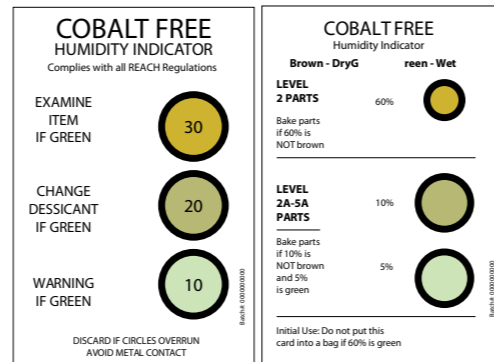 COBALT FREE
HUMIDITY INDICATOR
Complies with all REACH Regulations
EXAMINE
ITEM
IF GREEN
30
CHANGE
DESSICANT
IF GREEN
20
WARNING
IF GREEN
10
Batch# 0000000000
DISCARD IF CIRCLES OVERRUN
AVOID METAL CONTACT
COBALT FREE
Humidity Indicator
Brown - DryG reen - Wet
LEVEL
2 PARTS
60%
Bake parts
if 60% is
NOT brown
LEVEL
2A-5A
PARTS
10%
Bake parts
if 10% is
NOT brown
and 5%
is green
5%
Batch# 0000000000
Initial Use: Do not put this
card into a bag if 60% is green